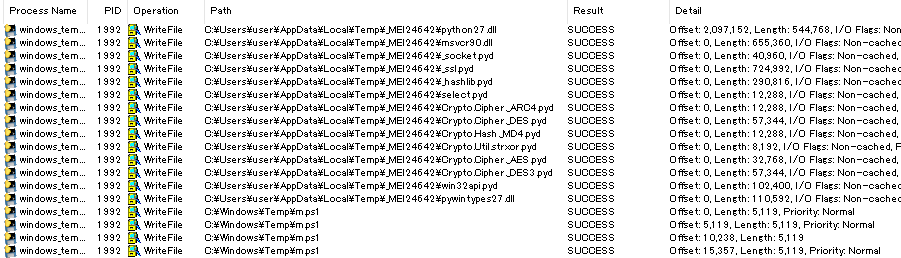 Process Name PID Operation Path Result Detail
windows_tem... 1992 WriteFile C:¥Users¥user¥AppData¥Local¥Temp¥_MEI24642¥python27.dll SUCCESS Offset: 2,097,152, Length: 544,768, I/O Flags: Non
windows_tem... 1992 WriteFile C:¥Users¥user¥AppData¥Local¥Temp¥_MEI24642¥msvcr90.dll SUCCESS Offset: 0, Length: 655,360, I/O Flags: Non-cached,
windows_tem... 1992 WriteFile C:¥Users¥user¥AppData¥Local¥Temp¥_MEI24642¥_socket.pyd SUCCESS Offset: 0, Length: 40,960, I/O Flags: Non-cached,
windows_tem... 1992 WriteFile C:¥Users¥user¥AppData¥Local¥Temp¥_MEI24642¥_ssl.pyd SUCCESS Offset: 0, Length: 724,992, I/O Flags: Non-cached,
windows_tem... 1992 WriteFile C:¥Users¥user¥AppData¥Local¥Temp¥_MEI24642¥_hashlib.pyd SUCCESS Offset: 0, Length: 290,816, I/O Flags: Non-cached,
windows_tem... 1992 WriteFile C:¥Users¥user¥AppData¥Local¥Temp¥_MEI24642¥select.pyd SUCCESS Offset: 0, Length: 12,288, I/O Flags: Non-cached,
windows_tem... 1992 WriteFile C:¥Users¥user¥AppData¥Local¥Temp¥_MEI24642¥Crypto.Cipher._ARC4.pyd SUCCESS Offset: 0, Length: 12,288, I/O Flags: Non-cached,
windows_tem... 1992 WriteFile C:¥Users¥user¥AppData¥Local¥Temp¥_MEI24642¥Crypto.Cipher._DES.pyd SUCCESS Offset: 0, Length: 57,344, I/O Flags: Non-cached,
windows_tem... 1992 WriteFile C:¥Users¥user¥AppData¥Local¥Temp¥_MEI24642¥Crypto.Hash._MD4.pyd SUCCESS Offset: 0, Length: 12,288, I/O Flags: Non-cached,
windows_tem... 1992 WriteFile C:¥Users¥user¥AppData¥Local¥Temp¥_MEI24642¥Crypto.Util.strxor.pyd SUCCESS Offset: 0, Length: 8,192, I/O Flags: Non-cached, F
windows_tem... 1992 WriteFile C:¥Users¥user¥AppData¥Local¥Temp¥_MEI24642¥Crypto.Cipher._AES.pyd SUCCESS Offset: 0, Length: 32,768, I/O Flags: Non-cached,
windows_tem... 1992 WriteFile C:¥Users¥user¥AppData¥Local¥Temp¥_MEI24642¥Crypto.Cipher._DES3.pyd SUCCESS Offset: 0, Length: 57,344, I/O Flags: Non-cached,
windows_tem... 1992 WriteFile C:¥Users¥user¥AppData¥Local¥Temp¥_MEI24642¥win32api.pyd SUCCESS Offset: 0, Length: 102,400, I/O Flags: Non-cached,
windows_tem... 1992 WriteFile C:¥Users¥user¥AppData¥Local¥Temp¥_MEI24642¥pywintypes27.dll SUCCESS Offset: 0, Length: 110,592, I/O Flags: Non-cached,
windows_tem... 1992 WriteFile C:¥Windows¥Temp¥m.ps1 SUCCESS Offset: 0, Length: 5,119, Priority: Normal
windows_tem... 1992 WriteFile C:¥Windows¥Temp¥m.ps1 SUCCESS Offset: 5,119, Length: 5,119, Priority: Normal
windows_tem... 1992 WriteFile C:¥Windows¥Temp¥m.ps1 SUCCESS Offset: 10,238, Length: 5,119
windows_tem... 1992 WriteFile C:¥Windows¥Temp¥m.ps1 SUCCESS Offset: 15,357, Length: 5,119, Priority: Normal